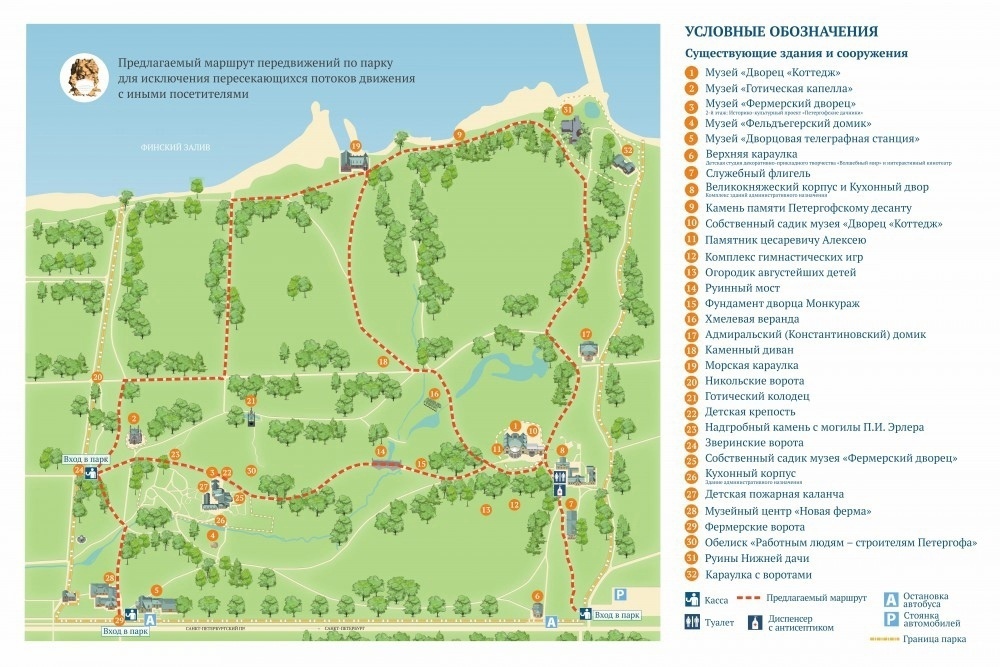 Предлагаемый маршрут передвижений по парку
для исключения пересекающихся потоков движения
с иными посетителями
ФИНСКИЙ ЗАЛИВ
31
9
19
32
17
18
20
16
21
2
1
10
11
14
15
8
Вход в парк
24
23
3
22
30
27
25
13
12
7
26
4
28
5
6
29
A
Вход в парк
P
A
Вход в парк
САНКТ-ПЕТЕРБУРГСКИЙ ПР
САНКТ-ПЕТЕРБУРГ
УСЛОВНЫЕ ОБОЗНАЧЕНИЯ
Существующие здания и сооружения
1 Музей «Дворец «Коттедж»
2 Музей «Готическая капелла»
3 Музей «Фермерский дворец»
2-й этаж: Историко-культурный проект «Петергофские дачники»
4 Музей «Фельдъегерский домик»
5 Музей «Дворцовая телеграфная станция»
6 Верхняя караулка
Детская студия декоративно-прикладного творчества «Волшебный мир» и интерактивный кинотеатр
7 Служебный флигель
8 Великокняжеский корпус и Кухонный двор
Комплекс зданий административного назначения
9 Камень памяти Петергофскому десанту
10 Собственный садик музея «Дворец «Коттедж»
11 Памятник цесаревичу Алексею
12 Комплекс гимнастических игр
13 Огородик августейших детей
14 Руинный мост
15 Фундамент дворца Монкураж
16 Хмелевая веранда
17 Адмиральский (Константиновский) домик
18 Каменный диван
19 Морская караулка
20 Никольские ворота
21 Готический колодец
22 Детская крепость
23 Надгробный камень с могилы П.И. Эрлера
24 Зверинские ворота
25 Собственный садик музея «Фермерский дворец»
26 Кухонный корпус
Здание административного назначения
27 Детская пожарная каланча
28 Музейный центр «Новая ферма»
29 Фермерские ворота
30 Обелиск «Работным людям – строителям Петергофа»
31 Руины Нижней дачи
32 Караулка с воротами
Касса
Предлагаемый маршрут
A Остановка
автобуса
Туалет
Диспенсер
с антисептиком
P Стоянка
автомобилей
Граница парка